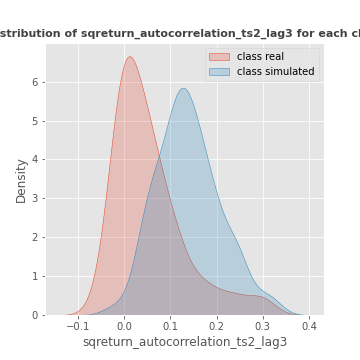 stribution of sqreturn_autocorrelation_ts2_lag3 for each cl
class real
class simulated
6
5
4
3
2
1
0
Density
−0.1 0.0 0.1 0.2 0.3 0.4
sqreturn_autocorrelation_ts2_lag3